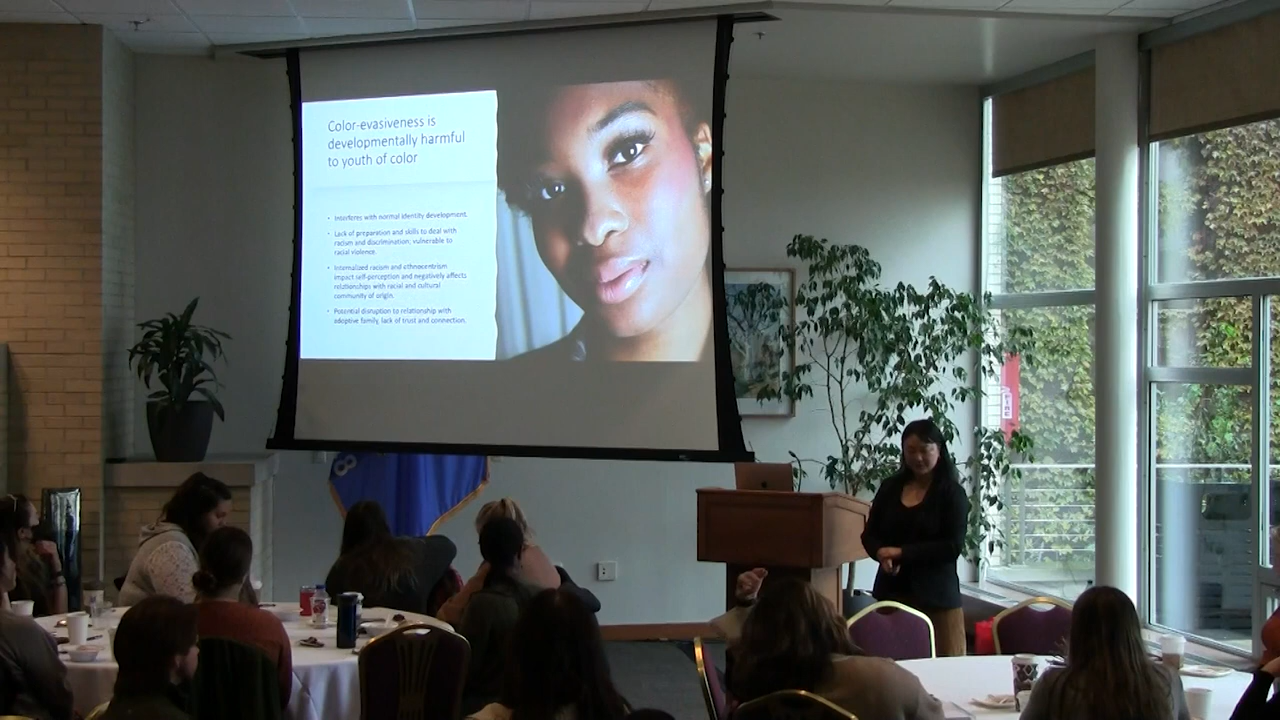 Color-evasiveness is
developmentally harmful
to youth of color
• Interferes with normal identity development.
• Lack of preparation and skills to deal with
racism and discrimination; vulnerable to
racial violence.
• Internalized racism and ethnocentrism
impact self-perception and negatively affects
relationships with racial and cultural
community of origin.
• Potential disruption to relationship with
adoptive family, lack of trust and connection.
FIRE
8